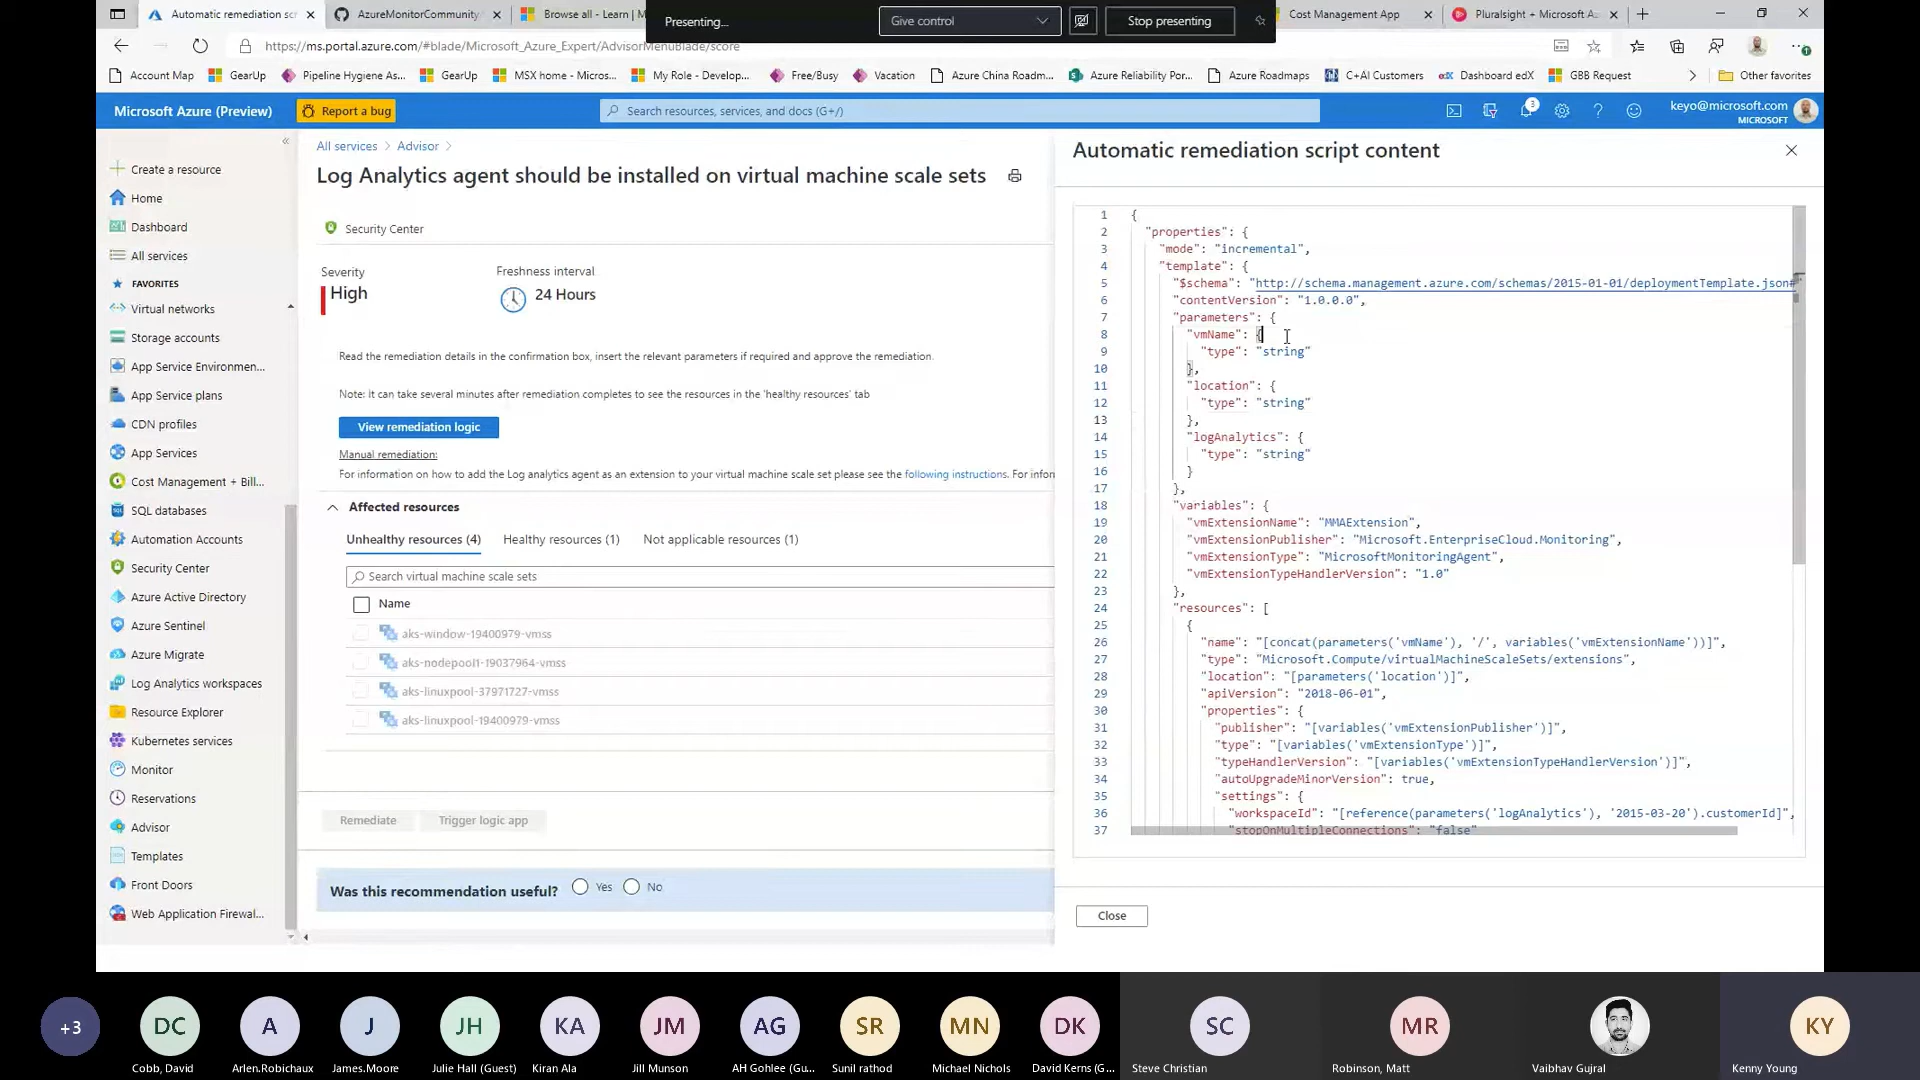 Automatic remediation scr
AzureMonitorCommunity
Browse all - Learn | M
Presenting...
Give control
Stop presenting
Cost Management App
Pluralsight + Microsoft A
https://ms.portal.azure.com/#blade/Microsoft_Azure_Expert/AdvisorMenuBlade/score
Account Map
GearUp
Pipeline Hygiene As...
GearUp
MSX home - Micros...
My Role - Develop...
Free/Busy
Vacation
Azure China Roadm...
Azure Reliability Por...
Azure Roadmaps
C+AI Customers
Dashboard edX
GBB Request
Other favorites
Microsoft Azure (Preview)
Report a bug
Search resources, services, and docs (G+/)
3
keyo@microsoft.com
MICROSOFT
Create a resource
Home
Dashboard
All services
FAVORITES
Virtual networks
Storage accounts
App Service Environmen...
App Service plans
CDN profiles
App Services
Cost Management + Bill...
SQL databases
Automation Accounts
Security Center
Azure Active Directory
Azure Sentinel
Azure Migrate
Log Analytics workspaces
Resource Explorer
Kubernetes services
Monitor
Reservations
Advisor
Templates
Front Doors
Web Application Firewal...
All services > Advisor >
Log Analytics agent should be installed on virtual machine scale sets
Security Center
Severity
High
Freshness interval
24 Hours
Read the remediation details in the confirmation box, insert the relevant parameters if required and approve the remediation.
Note: It can take several minutes after remediation completes to see the resources in the 'healthy resources' tab
View remediation logic
Manual remediation:
For information on how to add the Log analytics agent as an extension to your virtual machine scale set please see the following instructions. For infor
Affected resources
Unhealthy resources (4)
Healthy resources (1)
Not applicable resources (1)
Search virtual machine scale sets
Name
aks-window-19400979-vmss
aks-nodepool1-19037964-vmss
aks-linuxpool-37971727-vmss
aks-linuxpool-19400979-vmss
Remediate
Trigger logic app
Was this recommendation useful?
Yes
No
Automatic remediation script content
1 {
2 "properties": {
3 "mode": "incremental",
4 "template": {
5 "$schema": "http://schema.management.azure.com/schemas/2015-01-01/deploymentTemplate.json#"
6 "contentVersion": "1.0.0.0",
7 "parameters": {
8 "vmName": {
9 "type": "string"
10 },
11 "location": {
12 "type": "string"
13 },
14 "logAnalytics": {
15 "type": "string"
16 }
17 },
18 "variables": {
19 "vmExtensionName": "MMAExtension",
20 "vmExtensionPublisher": "Microsoft.EnterpriseCloud.Monitoring",
21 "vmExtensionType": "MicrosoftMonitoringAgent",
22 "vmExtensionTypeHandlerVersion": "1.0"
23 },
24 "resources": [
25 {
26 "name": "[concat(parameters('vmName'), '/', variables('vmExtensionName'))]",
27 "type": "Microsoft.Compute/virtualMachineScaleSets/extensions",
28 "location": "[parameters('location')]",
29 "apiVersion": "2018-06-01",
30 "properties": {
31 "publisher": "[variables('vmExtensionPublisher')]",
32 "type": "[variables('vmExtensionType')]",
33 "typeHandlerVersion": "[variables('vmExtensionTypeHandlerVersion')]",
34 "autoUpgradeMinorVersion": true,
35 "settings": {
36 "workspaceId": "[reference(parameters('logAnalytics'), '2015-03-20').customerId]",
37 "stopOnMultipleConnections": "false"
Close
+3
DC
A
J
JH
KA
JM
AG
SR
MN
DK
SC
MR
KY
Cobb, David
Arlen.Robichaux
James.Moore
Julie Hall (Guest)
Kiran Ala
Jill Munson
AH Gohlee (Gu...
Sunil rathod
Michael Nichols
David Kerns (G...
Steve Christian
Robinson, Matt
Vaibhav Gujral
Kenny Young